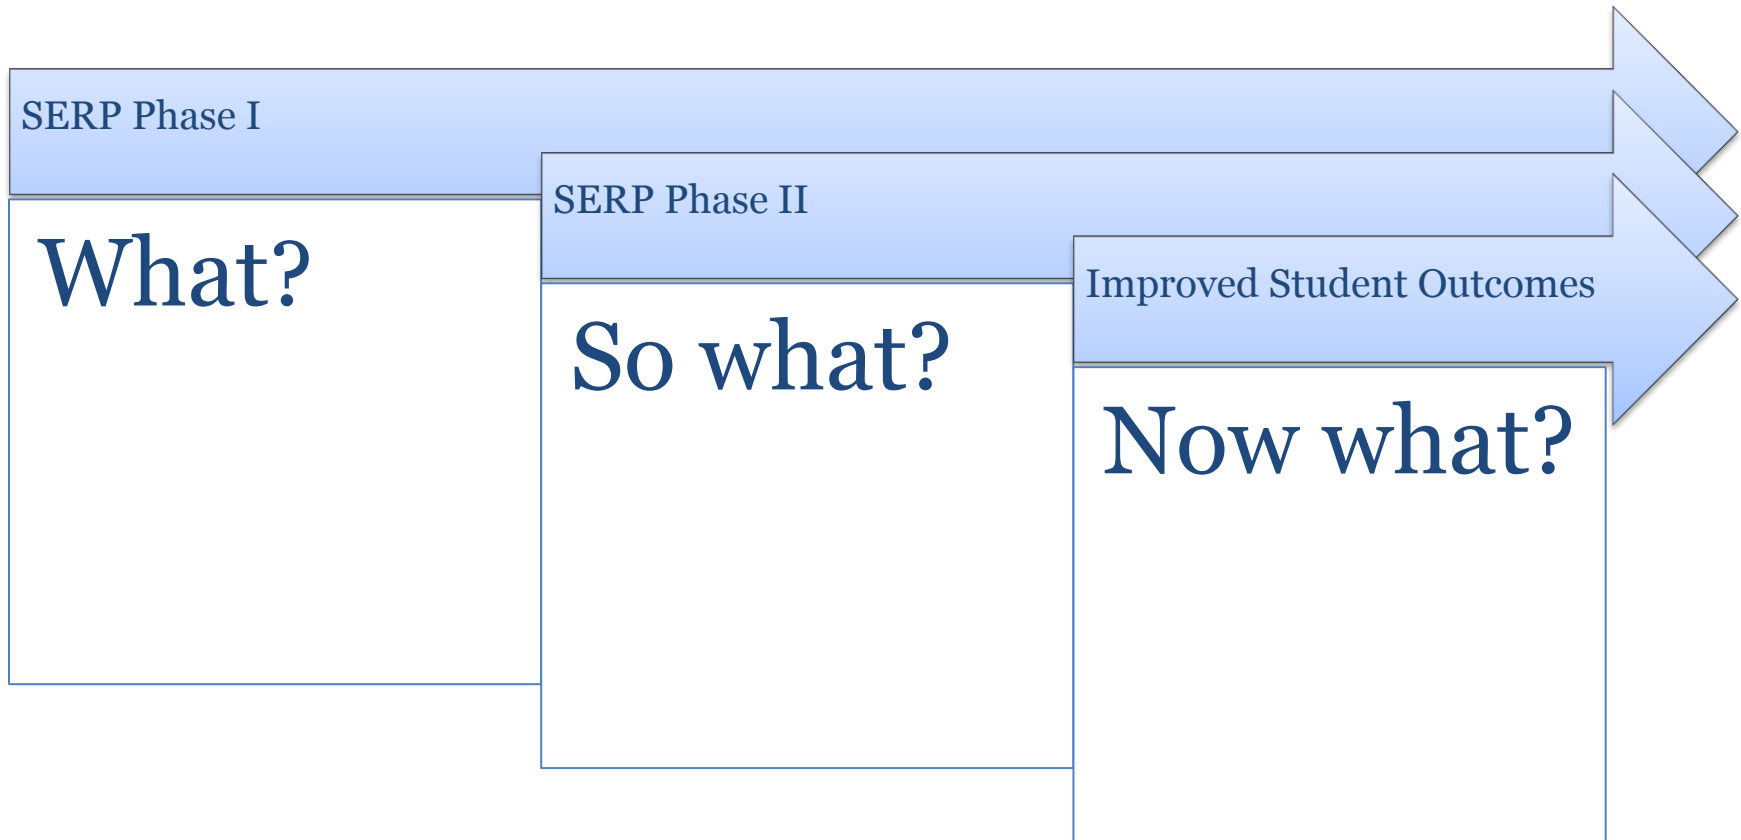 SERP Phase I
What?
SERP Phase II
So what?
Improved Student Outcomes
Now what?